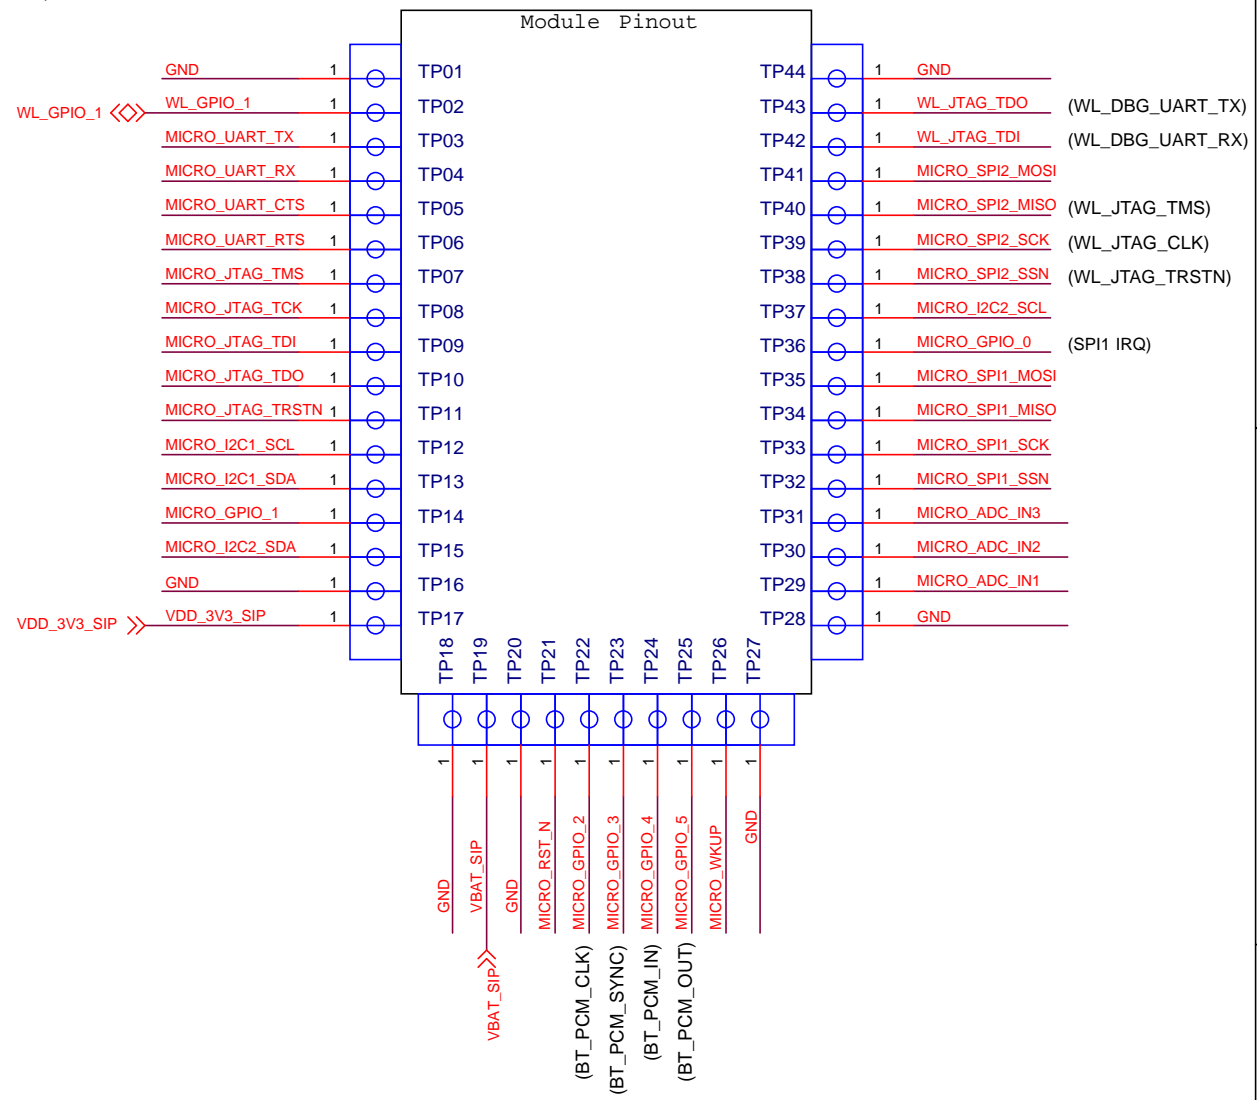 Module Pinout
GND 1 TP01 TP44 1 GND
WL_GPIO_1 WL_GPIO_1 1 TP02 TP43 1 WL_JTAG_TDO (WL_DBG_UART_TX)
MICRO_UART_TX 1 TP03 TP42 1 WL_JTAG_TDI (WL_DBG_UART_RX)
MICRO_UART_RX 1 TP04 TP41 1 MICRO_SPI2_MOSI
MICRO_UART_CTS 1 TP05 TP40 1 MICRO_SPI2_MISO (WL_JTAG_TMS)
MICRO_UART_RTS 1 TP06 TP39 1 MICRO_SPI2_SCK (WL_JTAG_CLK)
MICRO_JTAG_TMS 1 TP07 TP38 1 MICRO_SPI2_SSN (WL_JTAG_TRSTN)
MICRO_JTAG_TCK 1 TP08 TP37 1 MICRO_I2C2_SCL
MICRO_JTAG_TDI 1 TP09 TP36 1 MICRO_GPIO_0 (SPI1 IRQ)
MICRO_JTAG_TDO 1 TP10 TP35 1 MICRO_SPI1_MOSI
MICRO_JTAG_TRSTN 1 TP11 TP34 1 MICRO_SPI1_MISO
MICRO_I2C1_SCL 1 TP12 TP33 1 MICRO_SPI1_SCK
MICRO_I2C1_SDA 1 TP13 TP32 1 MICRO_SPI1_SSN
MICRO_GPIO_1 1 TP14 TP31 1 MICRO_ADC_IN3
MICRO_I2C2_SDA 1 TP15 TP30 1 MICRO_ADC_IN2
GND 1 TP16 TP29 1 MICRO_ADC_IN1
VDD_3V3_SIP VDD_3V3_SIP 1 TP17 TP28 1 GND
TP18 1 GND
TP19 1 VBAT_SIP VBAT_SIP
TP20 1 GND
TP21 1 MICRO_RST_N
TP22 1 MICRO_GPIO_2 (BT_PCM_CLK)
TP23 1 MICRO_GPIO_3 (BT_PCM_SYNC)
TP24 1 MICRO_GPIO_4 (BT_PCM_IN)
TP25 1 MICRO_GPIO_5 (BT_PCM_OUT)
TP26 1 MICRO_WKUP
TP27 1 GND